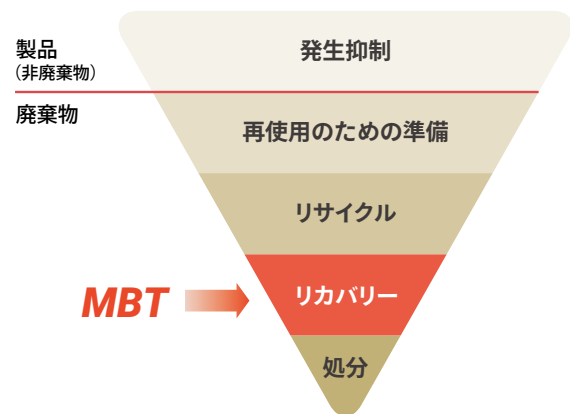 製品
(非廃棄物)
発生抑制
廃棄物
再使用のための準備
リサイクル
MBT
リカバリー
処分